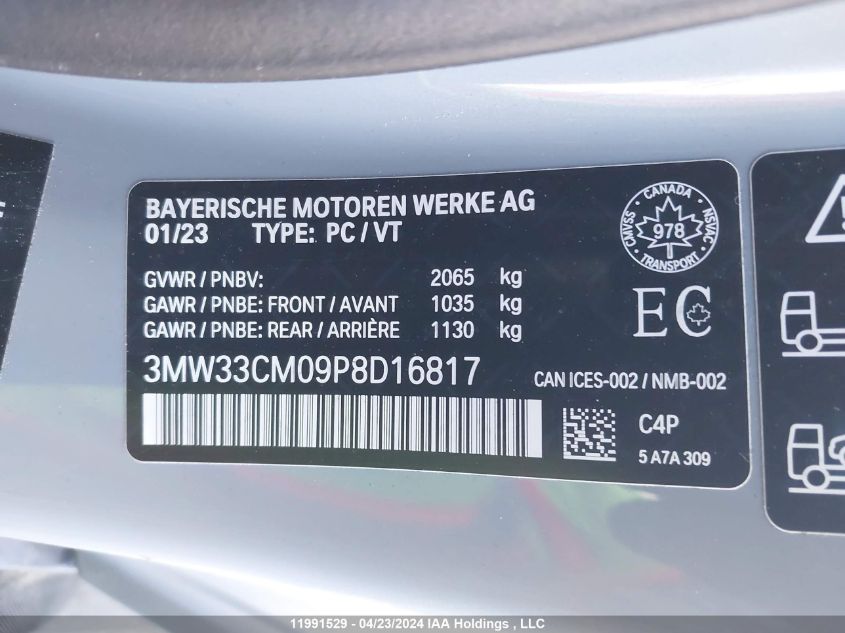 BAYERISCHE MOTOREN WERKE AG
01/23 TYPE: PC / VT
GVWR / PNBV: 2065 kg
GAWR / PNBE: FRONT / AVANT 1035 kg
GAWR / PNBE: REAR / ARRIÈRE 1130 kg
3MW33CM09P8D16817
CANADA
CMVSS 978 NSVAC
TRANSPORT
EC
CAN ICES-002 / NMB-002
C4P
5 A7A 309
11991529 - 04/23/2024 IAA Holdings , LLC